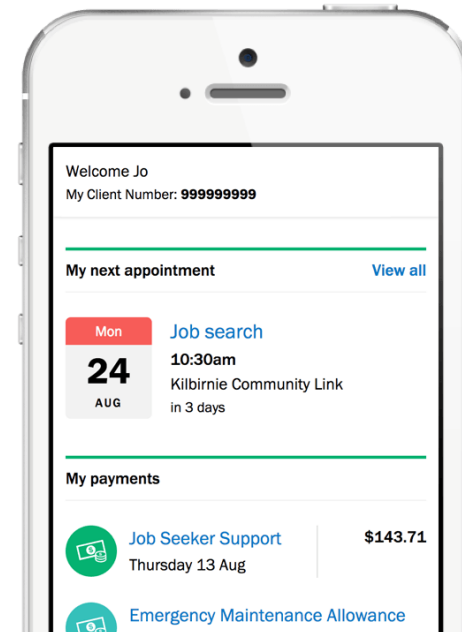 Welcome Jo
My Client Number: 999999999
My next appointment View all
Mon
24
AUG
Job search
10:30am
Kilbirnie Community Link
in 3 days
My payments
Job Seeker Support $143.71
Thursday 13 Aug
Emergency Maintenance Allowance